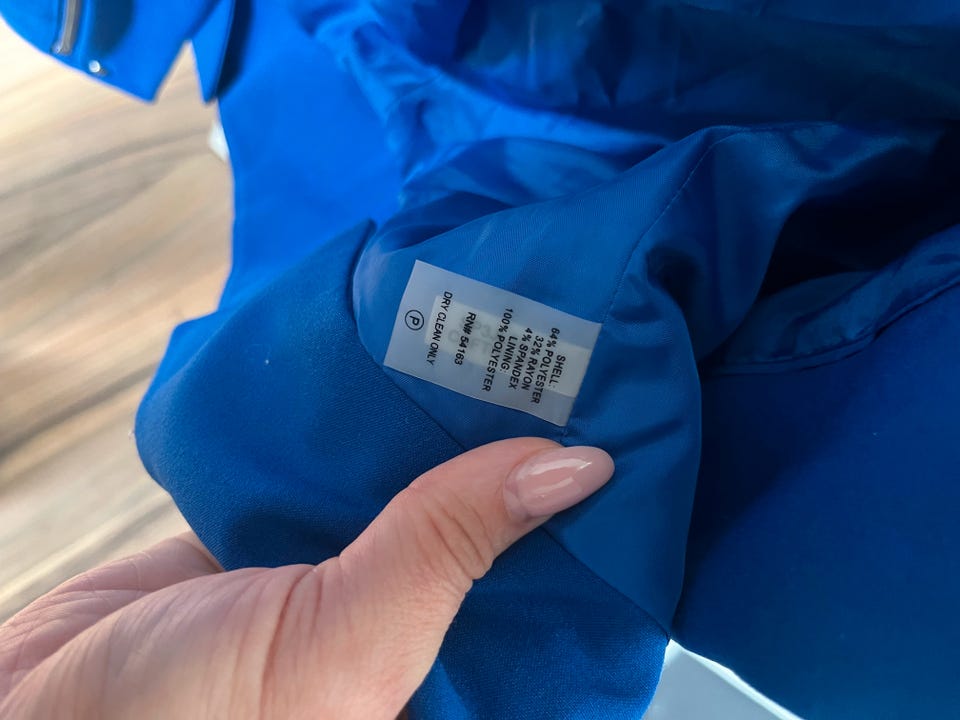 SHELL:
64% POLYESTER
32% RAYON
4% SPANDEX
LINING
100% POLYESTER
RN# 54163
DRY CLEAN ONLY
P